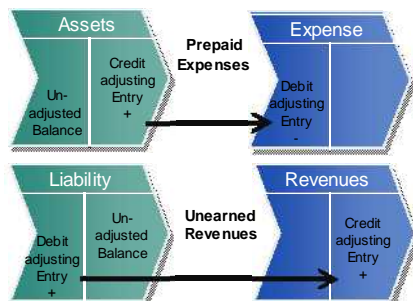 Assets
Un-
adjusted
Balance
Credit
adjusting
Entry
+
Prepaid
Expenses
Expense
Debit
adjusting
Entry
-
Liability
Debit
adjusting
Entry
+
Un-
adjusted
Balance
Unearned
Revenues
Revenues
Credit
adjusting
Entry
+